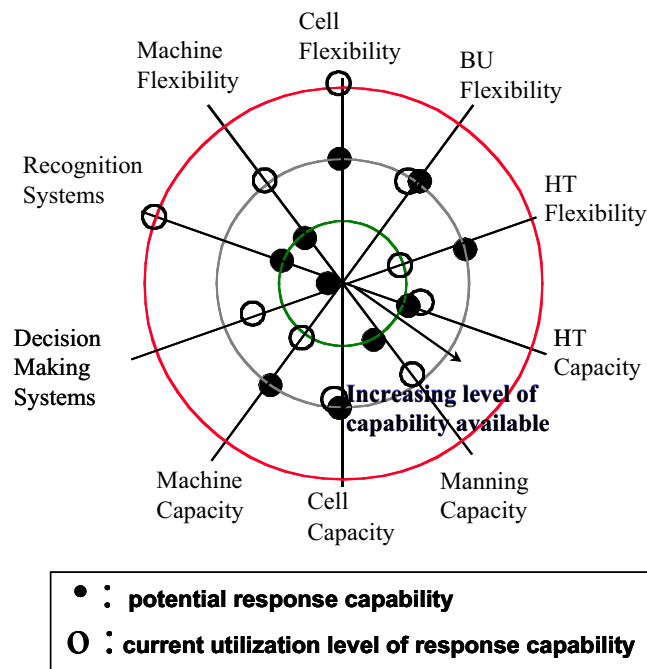 Cell
Flexibility
Machine
Flexibility
BU
Flexibility
Recognition
Systems
HT
Flexibility
Decision
Making
Systems
HT
Capacity
Increasing level of
capability available
Machine
Capacity
Cell
Capacity
Manning
Capacity
● : potential response capability
O : current utilization level of response capability